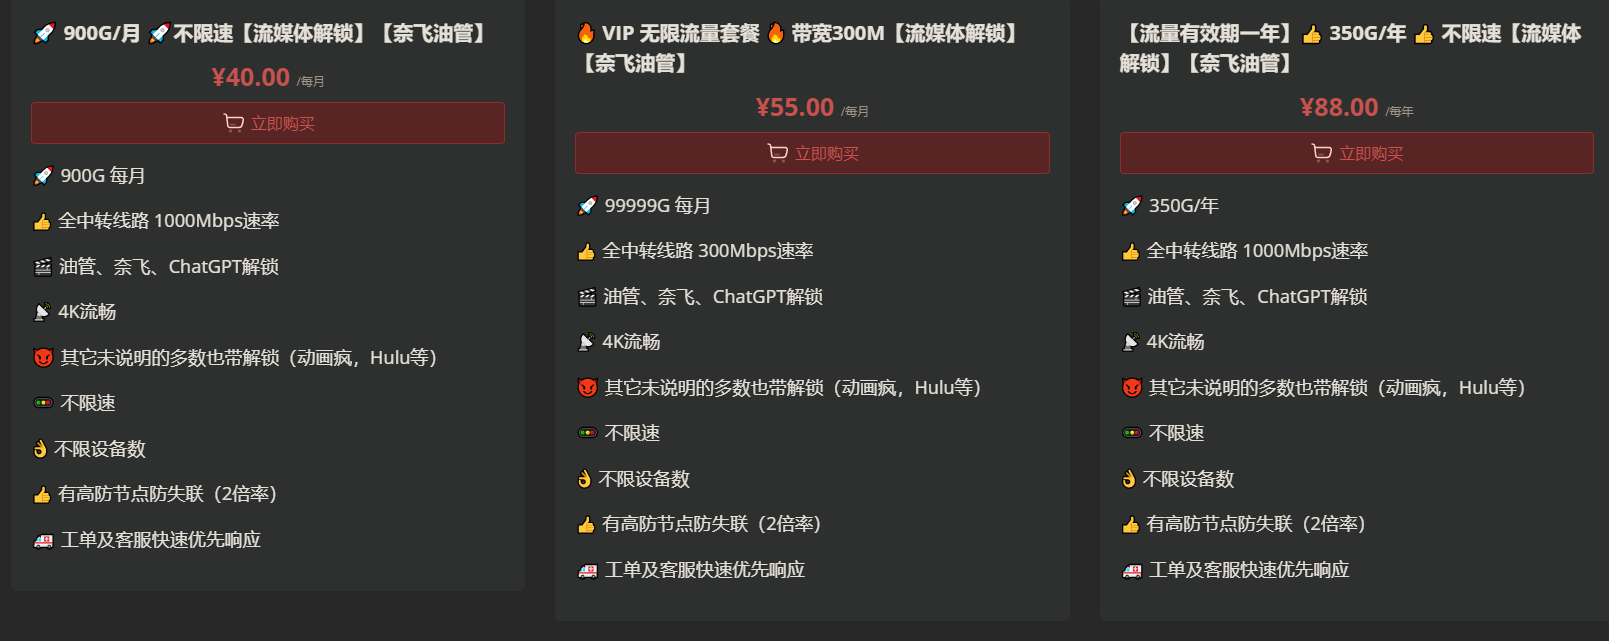 🚀 900G/月 🚀不限速【流媒体解锁】【奈飞油管】
¥40.00 /每月
立即购买
🚀 900G 每月
👍 全中转线路 1000Mbps速率
🎬 油管、奈飞、ChatGPT解锁
📡 4K流畅
😈 其它未说明的多数也带解锁（动画疯，Hulu等）
🚥 不限速
👌 不限设备数
👍 有高防节点防失联（2倍率）
🚑 工单及客服快速优先响应
🔥 VIP 无限流量套餐 🔥 带宽300M【流媒体解锁】
【奈飞油管】
¥55.00 /每月
立即购买
🚀 99999G 每月
👍 全中转线路 300Mbps速率
🎬 油管、奈飞、ChatGPT解锁
📡 4K流畅
😈 其它未说明的多数也带解锁（动画疯，Hulu等）
🚥 不限速
👌 不限设备数
👍 有高防节点防失联（2倍率）
🚑 工单及客服快速优先响应
【流量有效期一年】👍 350G/年 👍 不限速【流媒体
解锁】【奈飞油管】
¥88.00 /每年
立即购买
🚀 350G/年
👍 全中转线路 1000Mbps速率
🎬 油管、奈飞、ChatGPT解锁
📡 4K流畅
😈 其它未说明的多数也带解锁（动画疯，Hulu等）
🚥 不限速
👌 不限设备数
👍 有高防节点防失联（2倍率）
🚑 工单及客服快速优先响应